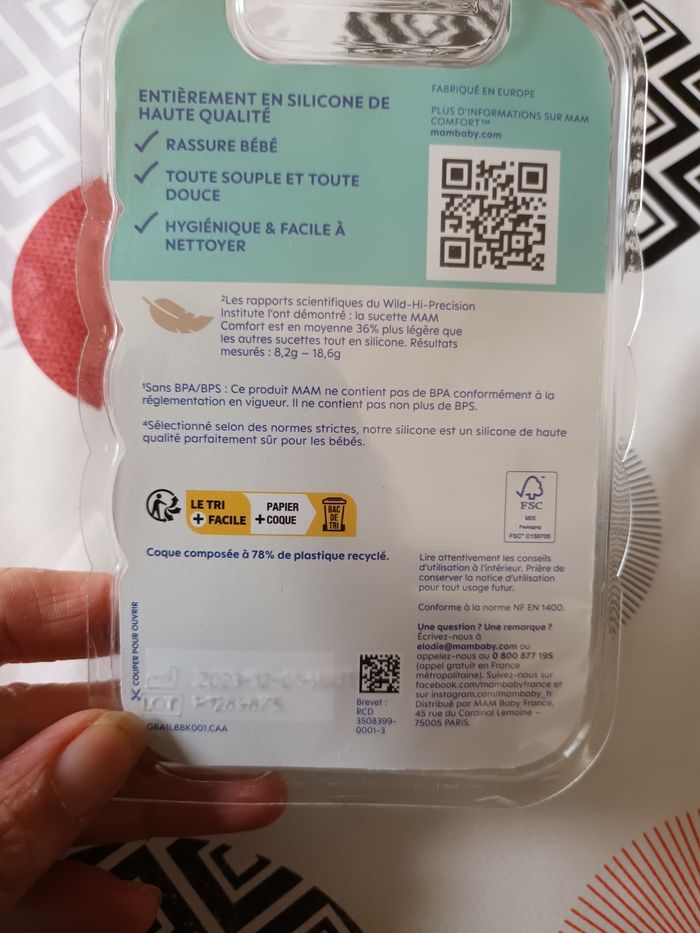 ENTIÈREMENT EN SILICONE DE
HAUTE QUALITÉ
RASSURE BÉBÉ
TOUTE SOUPLE ET TOUTE
DOUCE
HYGIÉNIQUE & FACILE À
NETTOYER
FABRIQUÉ EN EUROPE
PLUS D'INFORMATIONS SUR MAM
COMFORT™
mambaby.com
²Les rapports scientifiques du Wild-Hi-Precision
Institute l'ont démontré : la sucette MAM
Comfort est en moyenne 36% plus légère que
les autres sucettes tout en silicone. Résultats
mesurés : 8,2g – 18,6g
¹Sans BPA/BPS : Ce produit MAM ne contient pas de BPA conformément à la
réglementation en vigueur. Il ne contient pas non plus de BPS.
⁴Sélectionné selon des normes strictes, notre silicone est un silicone de haute
qualité parfaitement sûr pour les bébés.
LE TRI
+ FACILE
PAPIER
+COQUE
BAC
DE
TRI
FSC
MIX
Packaging
FSC® C158705
Coque composée à 78% de plastique recyclé.
Lire attentivement les conseils
d'utilisation à l'intérieur. Prière de
conserver la notice d'utilisation
pour tout usage futur.
Conforme à la norme NF EN 1400.
Une question ? Une remarque ?
Écrivez-nous à
elodie@mambaby.com ou
appelez-nous au 0 800 877 195
(appel gratuit en France
métropolitaine). Suivez-nous sur
facebook.com/mambabyfrance et
sur instagram.com/mambaby_fr
Distribué par MAM Baby France,
45 rue du Cardinal Lemoine –
75005 PARIS.
COUPER POUR OUVRIR
LOT
GBA1L8BK001.CAA
Brevet :
RCD
3508399-
0001-3